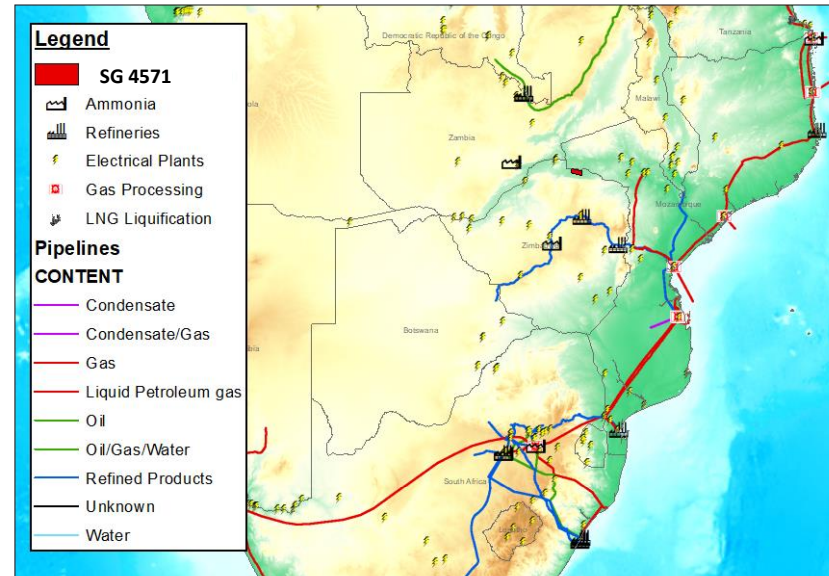 Legend
SG 4571
Ammonia
Refineries
Electrical Plants
Gas Processing
LNG Liquification
Pipelines
CONTENT
Condensate
Condensate/Gas
Gas
Liquid Petroleum gas
Oil
Oil/Gas/Water
Refined Products
Unknown
Water
Democratic Republic of the Congo
Tanzania
Malawi
Zambia
Botswana
South Africa